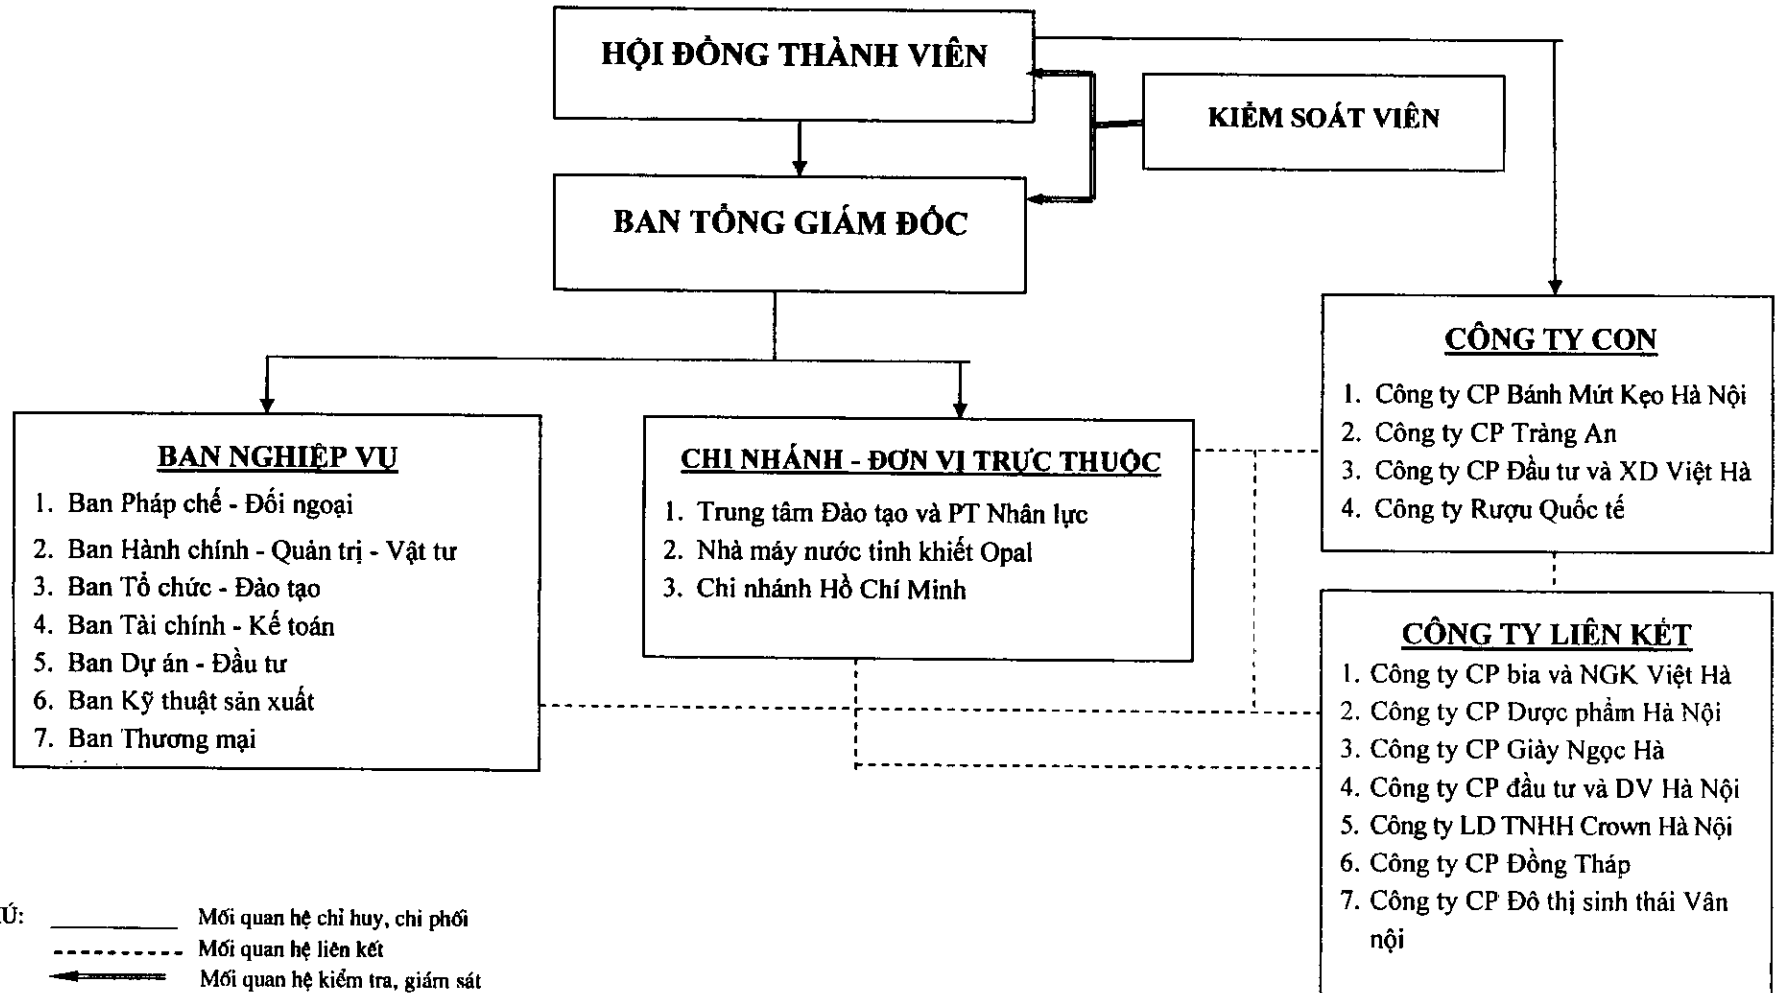 HỘI ĐỒNG THÀNH VIÊN
KIỂM SOÁT VIÊN
BAN TỔNG GIÁM ĐỐC
CÔNG TY CON
1. Công ty CP Bánh Mứt Kẹo Hà Nội
2. Công ty CP Tràng An
3. Công ty CP Đầu tư và XD Việt Hà
4. Công ty Rượu Quốc tế
BAN NGHIỆP VỤ
1. Ban Pháp chế - Đối ngoại
2. Ban Hành chính - Quản trị - Vật tư
3. Ban Tổ chức - Đào tạo
4. Ban Tài chính - Kế toán
5. Ban Dự án - Đầu tư
6. Ban Kỹ thuật sản xuất
7. Ban Thương mại
CHI NHÁNH - ĐƠN VỊ TRỰC THUỘC
1. Trung tâm Đào tạo và PT Nhân lực
2. Nhà máy nước tinh khiết Opal
3. Chi nhánh Hồ Chí Minh
CÔNG TY LIÊN KẾT
1. Công ty CP bia và NGK Việt Hà
2. Công ty CP Dược phẩm Hà Nội
3. Công ty CP Giày Ngọc Hà
4. Công ty CP đầu tư và DV Hà Nội
5. Công ty LD TNHH Crown Hà Nội
6. Công ty CP Đồng Tháp
7. Công ty CP Đô thị sinh thái Vân
nội
Mối quan hệ chỉ huy, chi phối
Mối quan hệ liên kết
Mối quan hệ kiểm tra, giám sát